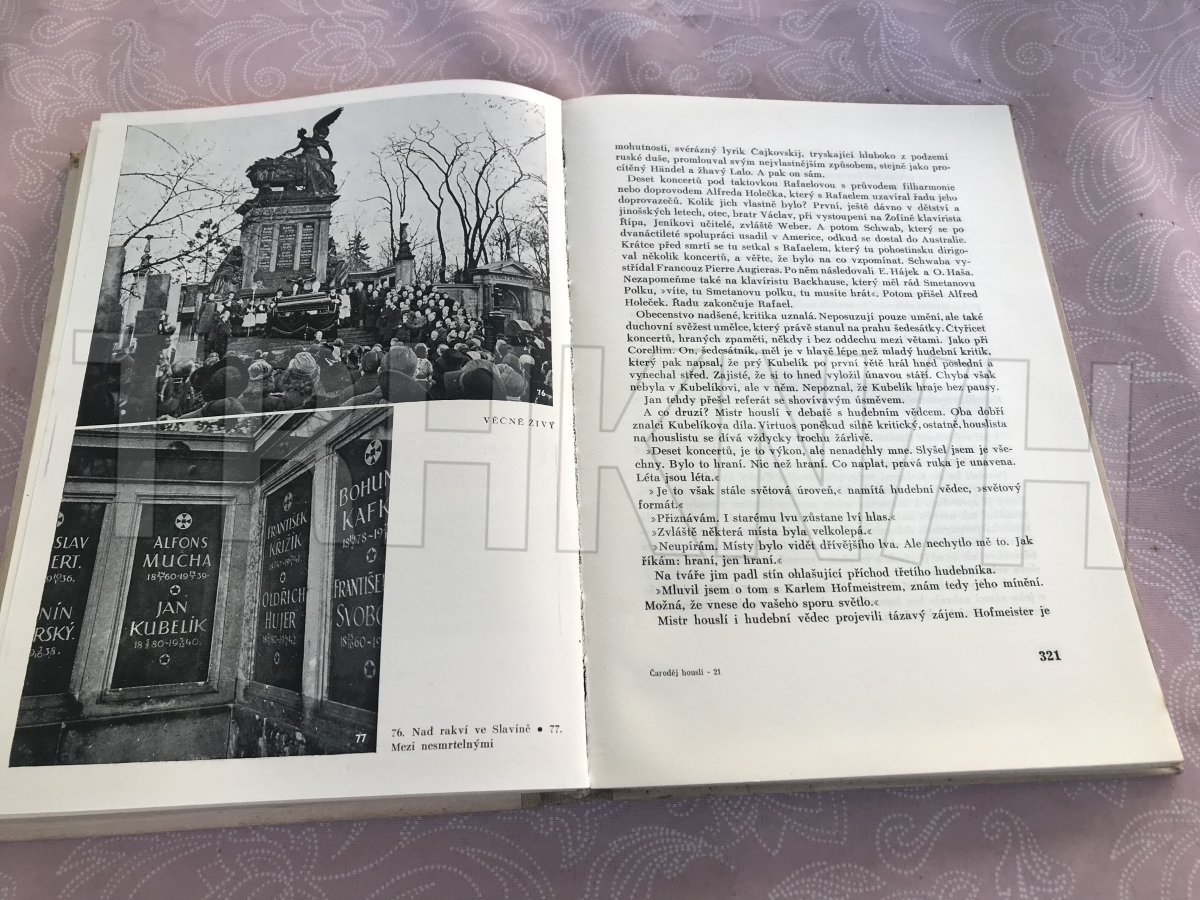 76
VĚČNĚ ŽIVÝ
ALFONS
MUCHA
JAN
KUBELÍK
FRANTIŠEK
KŘIŽÍK
OLDŘICH
HUJER
BOHUM
KAFK
FRANTIŠEK
SVOBO
77
76. Nad rakví ve Slavíně • 77.
Mezi nesmrtelnými
mohutnosti, svérázný lyrik Čajkovskij, tryskající hluboko z podzemí
ruské duše, promlouval svým nejvlastnějším způsobem, stejně jako pro-
cítěný Händel a žhavý Lalo. A pak on sám.
Deset koncertů pod taktovkou Rafaelovou s průvodem filharmonie
nebo doprovodem Alfreda Holečka, který s Rafaelem uzavíral řadu jeho
doprovazečů. Kolik jich vlastně bylo? První, ještě dávno v dětství a
jinošských letech, otec, bratr Václav, při vystoupení na Žofíně klavírista
Řípa, Jeníkovi učitelé, zvláště Weber. A potom Schwab, který se po
dvanáctileté spolupráci usadil v Americe, odkud se dostal do Australie.
Krátce před smrtí se tu setkal s Rafaelem, který tu pohostinsku dirigo-
val několik koncertů, a věřte, že bylo na co vzpomínat. Schwaba vy-
střídal Francouz Pierre Augieras. Po něm následovali E. Hájek a O. Haša.
Nezapomeňme také na klavíristu Backhause, který měl rád Smetanovu
Polku, »víte, tu Smetanovu polku, tu musíte hrát«. Potom přišel Alfred
Holeček. Řadu zakončuje Rafael.
Obecenstvo nadšené, kritika uznalá. Neposuzují pouze umění, ale také
duchovní svěžest umělce, který právě stanul na prahu šedesátky. Čtyřicet
koncertů, hraných zpaměti, někdy i bez oddechu mezi větami. Jako při
Corellim. On, šedesátník, měl je v hlavě lépe než mladý hudební kritik,
který pak napsal, že prý Kubelík po první větě hrál hned poslední a
vynechal střed. Zajisté, že si to hned vyložil únavou stáří. Chyba však
nebyla v Kubelíkovi, ale v něm. Nepoznal, že Kubelík hraje bez pausy.
Jan tehdy přešel referát se shovívavým úsměvem.
A co druzí? Mistr houslí v debatě s hudebním vědcem. Oba dobří
znalci Kubelíkova díla. Virtuos poněkud silně kritický, ostatně, houslista
na houslistu se dívá vždycky trochu žárlivě.
»Deset koncertů, je to výkon, ale nenadchly mne. Slyšel jsem je vše-
chny. Bylo to hraní. Nic než hraní. Co naplat, pravá ruka je unavena.
Léta jsou léta.«
»Je to však stále světová úroveň,« namítá hudební vědec, »světový
formát.«
»Přiznávám. I starému lvu zůstane lví hlas.«
»Zvláště některá místa byla velkolepá.«
»Neupírám. Místy bylo vidět dřívějšího lva. Ale nechytlo mě to. Jak
říkám: hraní, jen hraní.«
Na tváře jim padl stín ohlašující příchod třetího hudebníka.
»Mluvil jsem o tom s Karlem Hofmeistrem, znám tedy jeho mínění.
Možná, že vnese do vašeho sporu světlo.«
Mistr houslí i hudební vědec projevili tázavý zájem. Hofmeister je
Čaroděj houslí - 21
321